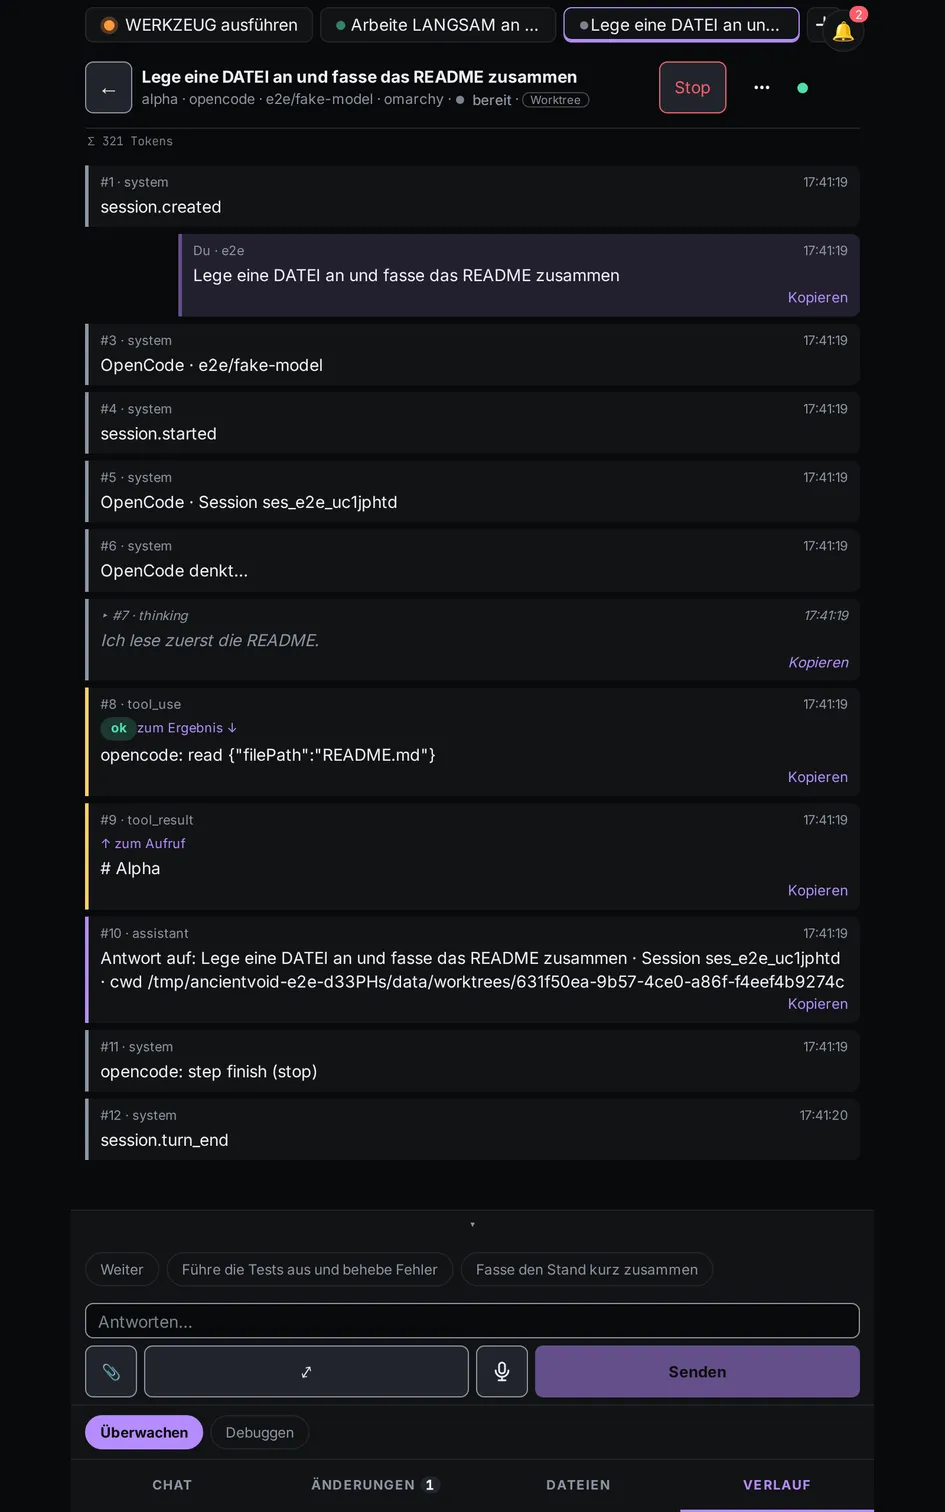 WERKZEUG ausführen
Arbeite LANGSAM an ...
Lege eine DATEI an un...
2
←
Lege eine DATEI an und fasse das README zusammen
alpha · opencode · e2e/fake-model · omarchy · bereit · Worktree
Stop
...
Σ 321 Tokens
#1 · system 17:41:19
session.created
Du · e2e 17:41:19
Lege eine DATEI an und fasse das README zusammen
Kopieren
#3 · system 17:41:19
OpenCode · e2e/fake-model
#4 · system 17:41:19
session.started
#5 · system 17:41:19
OpenCode · Session ses_e2e_uc1jphtd
#6 · system 17:41:19
OpenCode denkt...
#7 · thinking 17:41:19
Ich lese zuerst die README.
Kopieren
#8 · tool_use 17:41:19
ok zum Ergebnis ↓
opencode: read {"filePath":"README.md"}
Kopieren
#9 · tool_result 17:41:19
↑ zum Aufruf
# Alpha
Kopieren
#10 · assistant 17:41:19
Antwort auf: Lege eine DATEI an und fasse das README zusammen · Session ses_e2e_uc1jphtd
· cwd /tmp/ancientvoid-e2e-d33PHs/data/worktrees/631f50ea-9b57-4ce0-a86f-f4eef4b9274c
Kopieren
#11 · system 17:41:19
opencode: step finish (stop)
#12 · system 17:41:20
session.turn_end
Weiter
Führe die Tests aus und behebe Fehler
Fasse den Stand kurz zusammen
Antworten...
Senden
Überwachen
Debuggen
CHAT
ÄNDERUNGEN 1
DATEIEN
VERLAUF